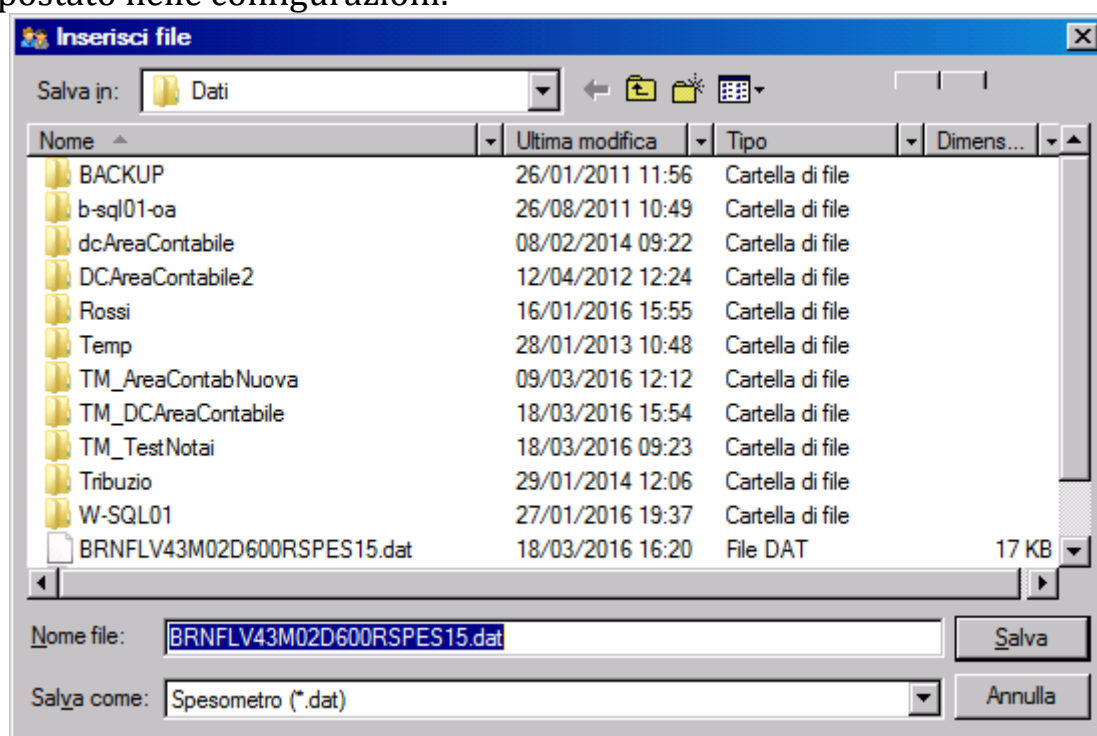 postato nelle configurazioni.
Inserisci file
Salva in: Dati
Nome Ultima modifica Tipo Dimens...
BACKUP 26/01/2011 11:56 Cartella di file
b-sql01-oa 26/08/2011 10:49 Cartella di file
dcAreaContabile 08/02/2014 09:22 Cartella di file
DCAreaContabile2 12/04/2012 12:24 Cartella di file
Rossi 16/01/2016 15:55 Cartella di file
Temp 28/01/2013 10:48 Cartella di file
TM_AreaContabNuova 09/03/2016 12:12 Cartella di file
TM_DCAreaContabile 18/03/2016 15:54 Cartella di file
TM_TestNotai 18/03/2016 09:23 Cartella di file
Tribuzio 29/01/2014 12:06 Cartella di file
W-SQL01 27/01/2016 19:37 Cartella di file
BRNFLV43M02D600RSPES15.dat 18/03/2016 16:20 File DAT 17 KB
Nome file: BRNFLV43M02D600RSPES15.dat Salva
Salva come: Spesometro (*.dat) Annulla